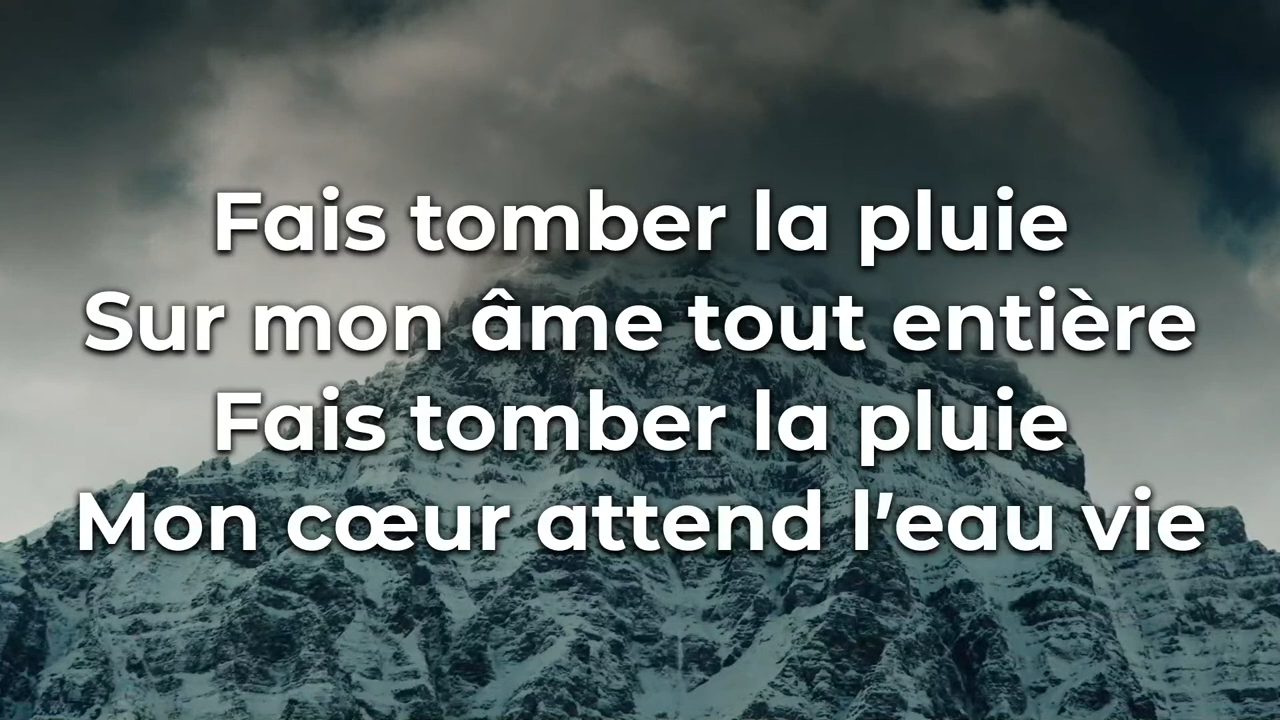 Fais tomber la pluie
Sur mon âme tout entière
Fais tomber la pluie
Mon cœur attend l'eau vie